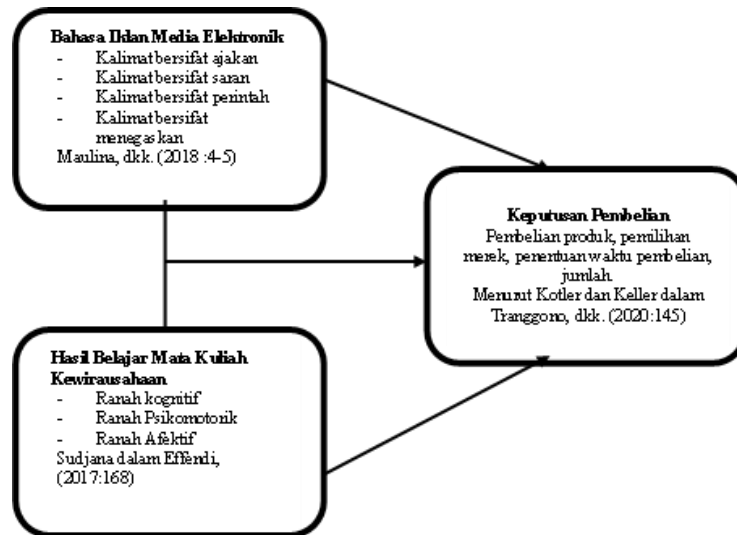 Bahasa Iklan Media Elektronik
- Kalimat bersifat ajakan
- Kalimat bersifat saran
- Kalimat bersifat perintah
- Kalimat bersifat
menegaskan
Maulina, dkk. (2018 :4-5)
Keputusan Pembelian
Pembelian produk, pemilihan
merek, penentuan waktu pembelian,
jumlah.
Menurut Kotler dan Keller dalam
Tranggono, dkk. (2020:145)
Hasil Belajar Mata Kuliah
Kewirausahaan
- Ranah kognitif
- Ranah Psikomotorik
- Ranah Afektif
Sudjana dalam Effendi,
(2017:168)